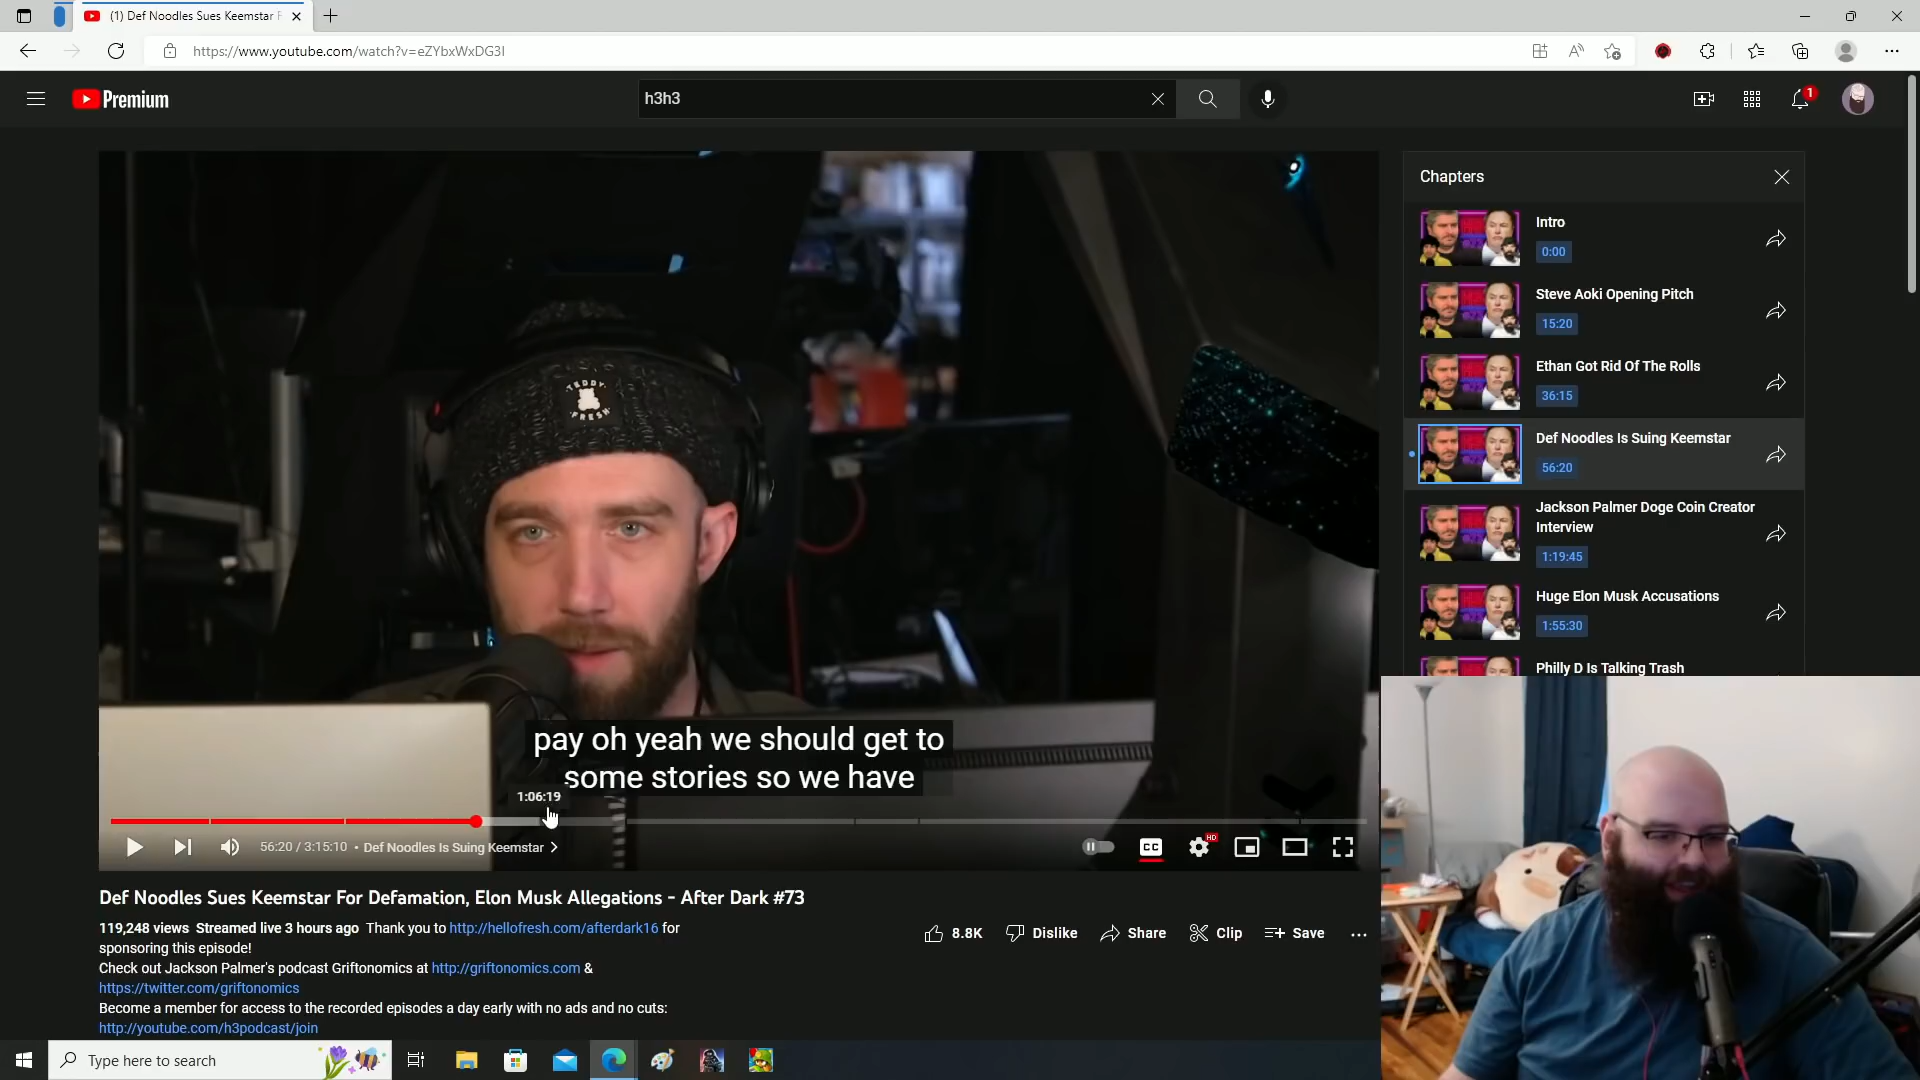 (1) Def Noodles Sues Keemstar F
https://www.youtube.com/watch?v=eZYbxWxDG3I
Premium
h3h3
1
TEDDY
FRESH
pay oh yeah we should get to
some stories so we have
1:06:19
56:20 / 3:15:10 • Def Noodles Is Suing Keemstar
CC
HD
Chapters
Intro
0:00
Steve Aoki Opening Pitch
15:20
Ethan Got Rid Of The Rolls
36:15
Def Noodles Is Suing Keemstar
56:20
Jackson Palmer Doge Coin Creator
Interview
1:19:45
Huge Elon Musk Accusations
1:55:30
Philly D Is Talking Trash
Def Noodles Sues Keemstar For Defamation, Elon Musk Allegations - After Dark #73
119,248 views Streamed live 3 hours ago Thank you to http://hellofresh.com/afterdark16 for
sponsoring this episode!
Check out Jackson Palmer's podcast Griftonomics at http://griftonomics.com &
https://twitter.com/griftonomics
Become a member for access to the recorded episodes a day early with no ads and no cuts:
http://youtube.com/h3podcast/join
8.8K
Dislike
Share
Clip
Save
Type here to search